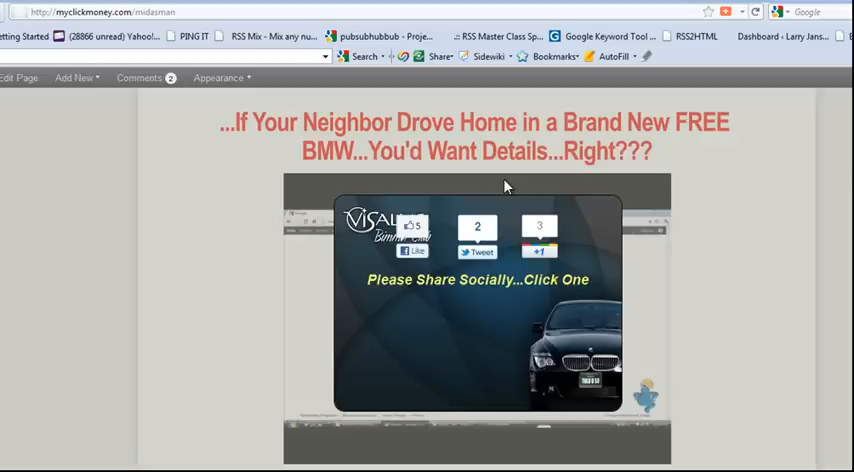 http://myclickmoney.com/midasman
Google
etting Started (28866 unread) Yahoo!... PING IT RSS Mix - Mix any nu... pubsubhubbub - Proje... .:: RSS Master Class Sp... Google Keyword Tool ... RSS2HTML Dashboard ‹ Larry Jans...
Search Share Sidewiki Bookmarks AutoFill
Edit Page Add New Comments 2 Appearance
...If Your Neighbor Drove Home in a Brand New FREE
BMW...You'd Want Details...Right???
5 2 3
Like Tweet +1
Please Share Socially...Click One